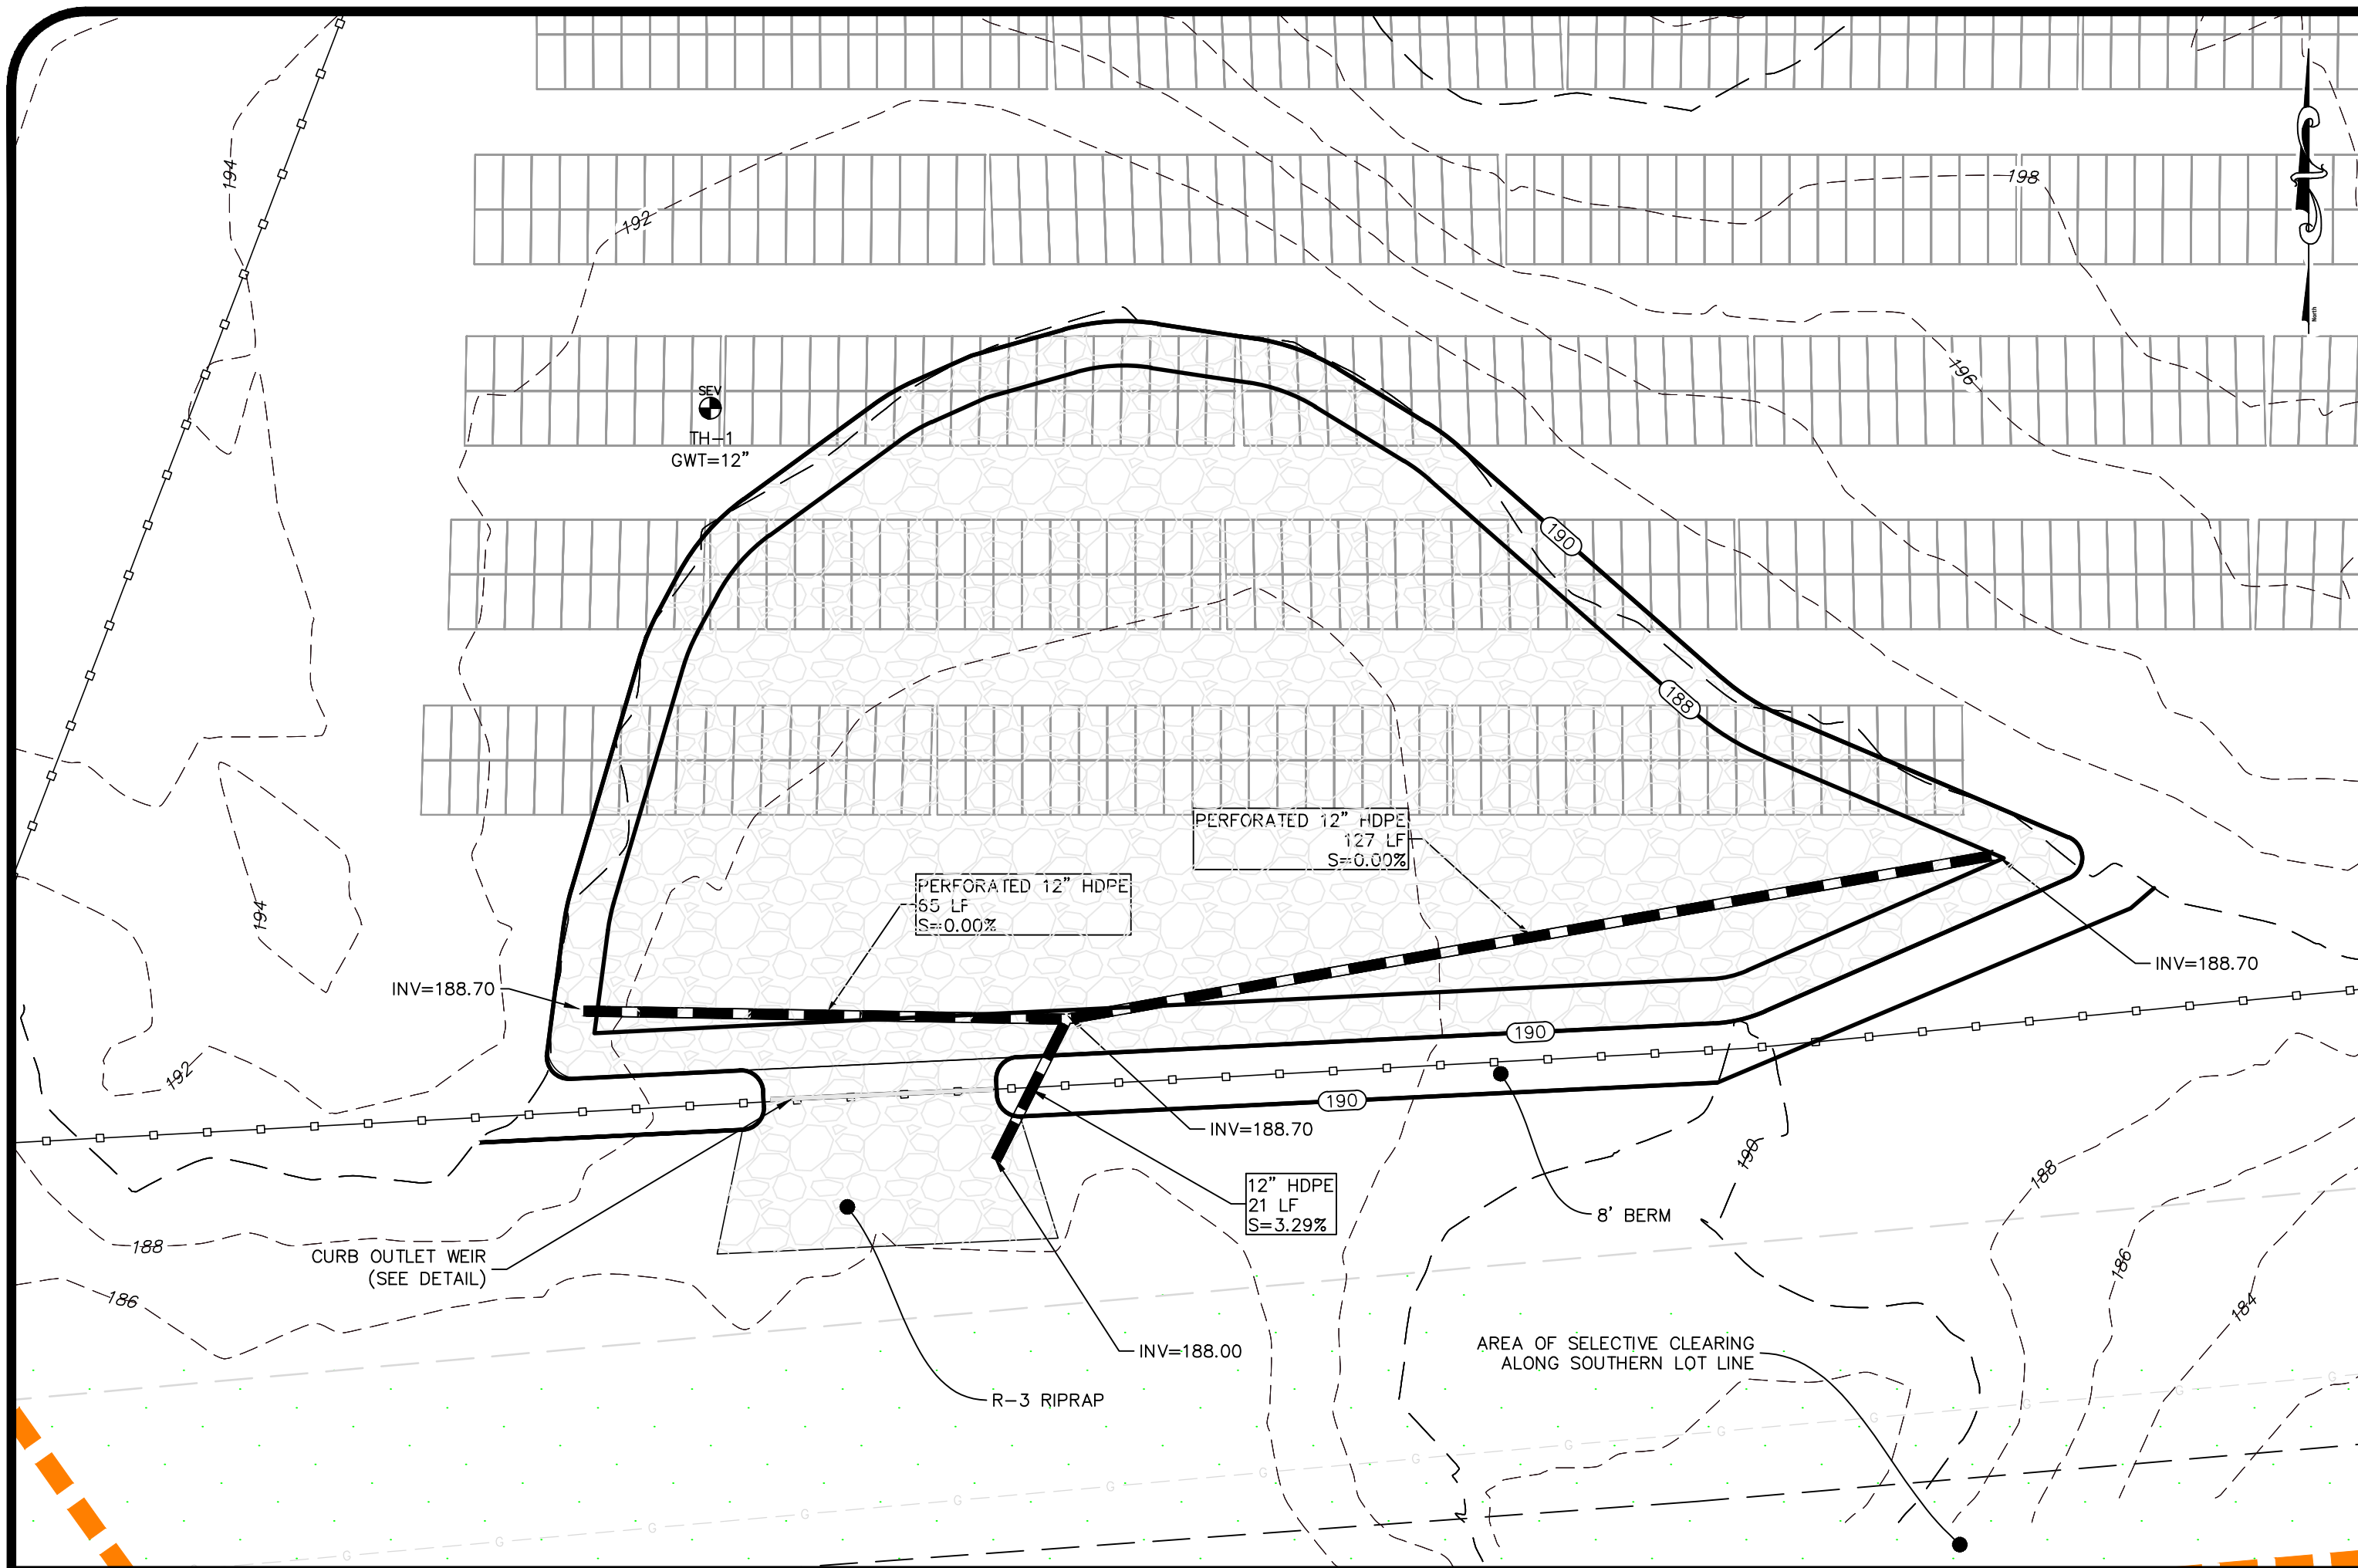 194
192
198
North
196
SEV
TH-1
GWT=12"
190
188
PERFORATED 12" HDPE
127 LF
S=0.00%
PERFORATED 12" HDPE
65 LF
S=0.00%
194
INV=188.70
INV=188.70
190
192
190
INV=188.70
190
188
12" HDPE
21 LF
S=3.29%
8' BERM
188
CURB OUTLET WEIR
(SEE DETAIL)
186
186
184
INV=188.00
AREA OF SELECTIVE CLEARING
ALONG SOUTHERN LOT LINE
R-3 RIPRAP
G
G
G
G
G
G
G
G
G
G
G
G
G
G